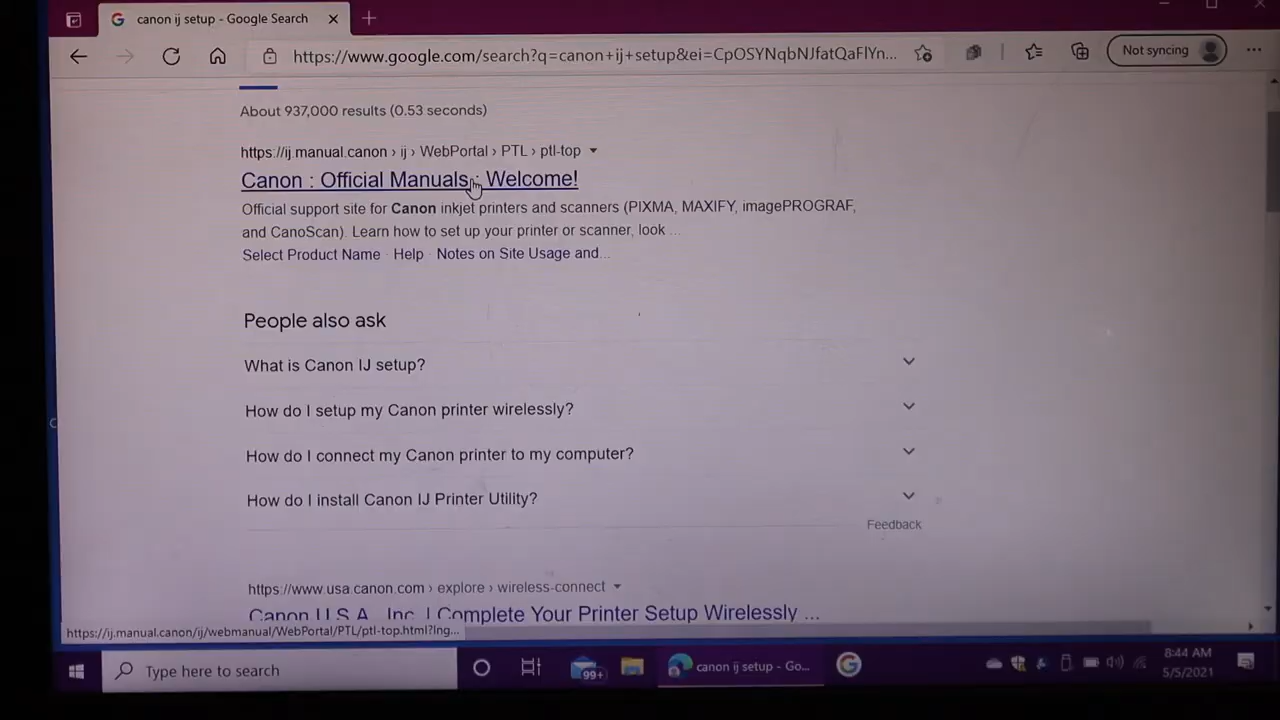 canon ij setup - Google Search
https://www.google.com/search?q=canon+ij+setup&ei=CpOSYNqbNJfatQaFlYn...
Not syncing
About 937,000 results (0.53 seconds)
https://ij.manual.canon › ij › WebPortal › PTL › ptl-top
Canon : Official Manuals : Welcome!
Official support site for Canon inkjet printers and scanners (PIXMA, MAXIFY, imagePROGRAF,
and CanoScan). Learn how to set up your printer or scanner, look ...
Select Product Name · Help · Notes on Site Usage and...
People also ask
What is Canon IJ setup?
How do I setup my Canon printer wirelessly?
How do I connect my Canon printer to my computer?
How do I install Canon IJ Printer Utility?
Feedback
https://www.usa.canon.com › explore › wireless-connect
Canon U.S.A., Inc. | Complete Your Printer Setup Wirelessly ...
https://ij.manual.canon/ij/webmanual/WebPortal/PTL/ptl-top.html?lng...
Type here to search
99+
canon ij setup - Go...
8:44 AM
5/5/2021